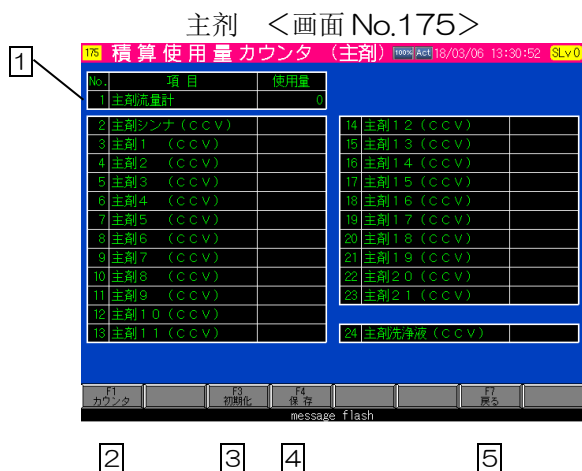 主剤　＜画面 No.175＞
175 積算使用量カウンタ（主剤） 100% Act 18/03/06 13:30:52 SLv0
1
No. 項目 使用量
1 主剤流量計 0
2 主剤シンナ（ＣＣＶ）
3 主剤１　（ＣＣＶ）
4 主剤２　（ＣＣＶ）
5 主剤３　（ＣＣＶ）
6 主剤４　（ＣＣＶ）
7 主剤５　（ＣＣＶ）
8 主剤６　（ＣＣＶ）
9 主剤７　（ＣＣＶ）
10 主剤８　（ＣＣＶ）
11 主剤９　（ＣＣＶ）
12 主剤１０（ＣＣＶ）
13 主剤１１（ＣＣＶ）
14 主剤１２（ＣＣＶ）
15 主剤１３（ＣＣＶ）
16 主剤１４（ＣＣＶ）
17 主剤１５（ＣＣＶ）
18 主剤１６（ＣＣＶ）
19 主剤１７（ＣＣＶ）
20 主剤１８（ＣＣＶ）
21 主剤１９（ＣＣＶ）
22 主剤２０（ＣＣＶ）
23 主剤２１（ＣＣＶ）
24 主剤洗浄液（ＣＣＶ）
F1 F3 F4 F7
カウンタ 初期化 保存 戻る
message flash
2 3 4 5